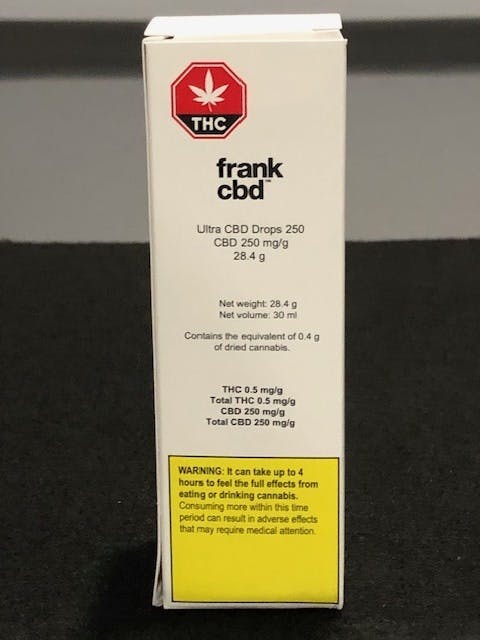 THC
frank
cbd™
Ultra CBD Drops 250
CBD 250 mg/g
28.4 g
Net weight: 28.4 g
Net volume: 30 ml
Contains the equivalent of 0.4 g
of dried cannabis.
THC 0.5 mg/g
Total THC 0.5 mg/g
CBD 250 mg/g
Total CBD 250 mg/g
WARNING: It can take up to 4
hours to feel the full effects from
eating or drinking cannabis.
Consuming more within this time
period can result in adverse effects
that may require medical attention.